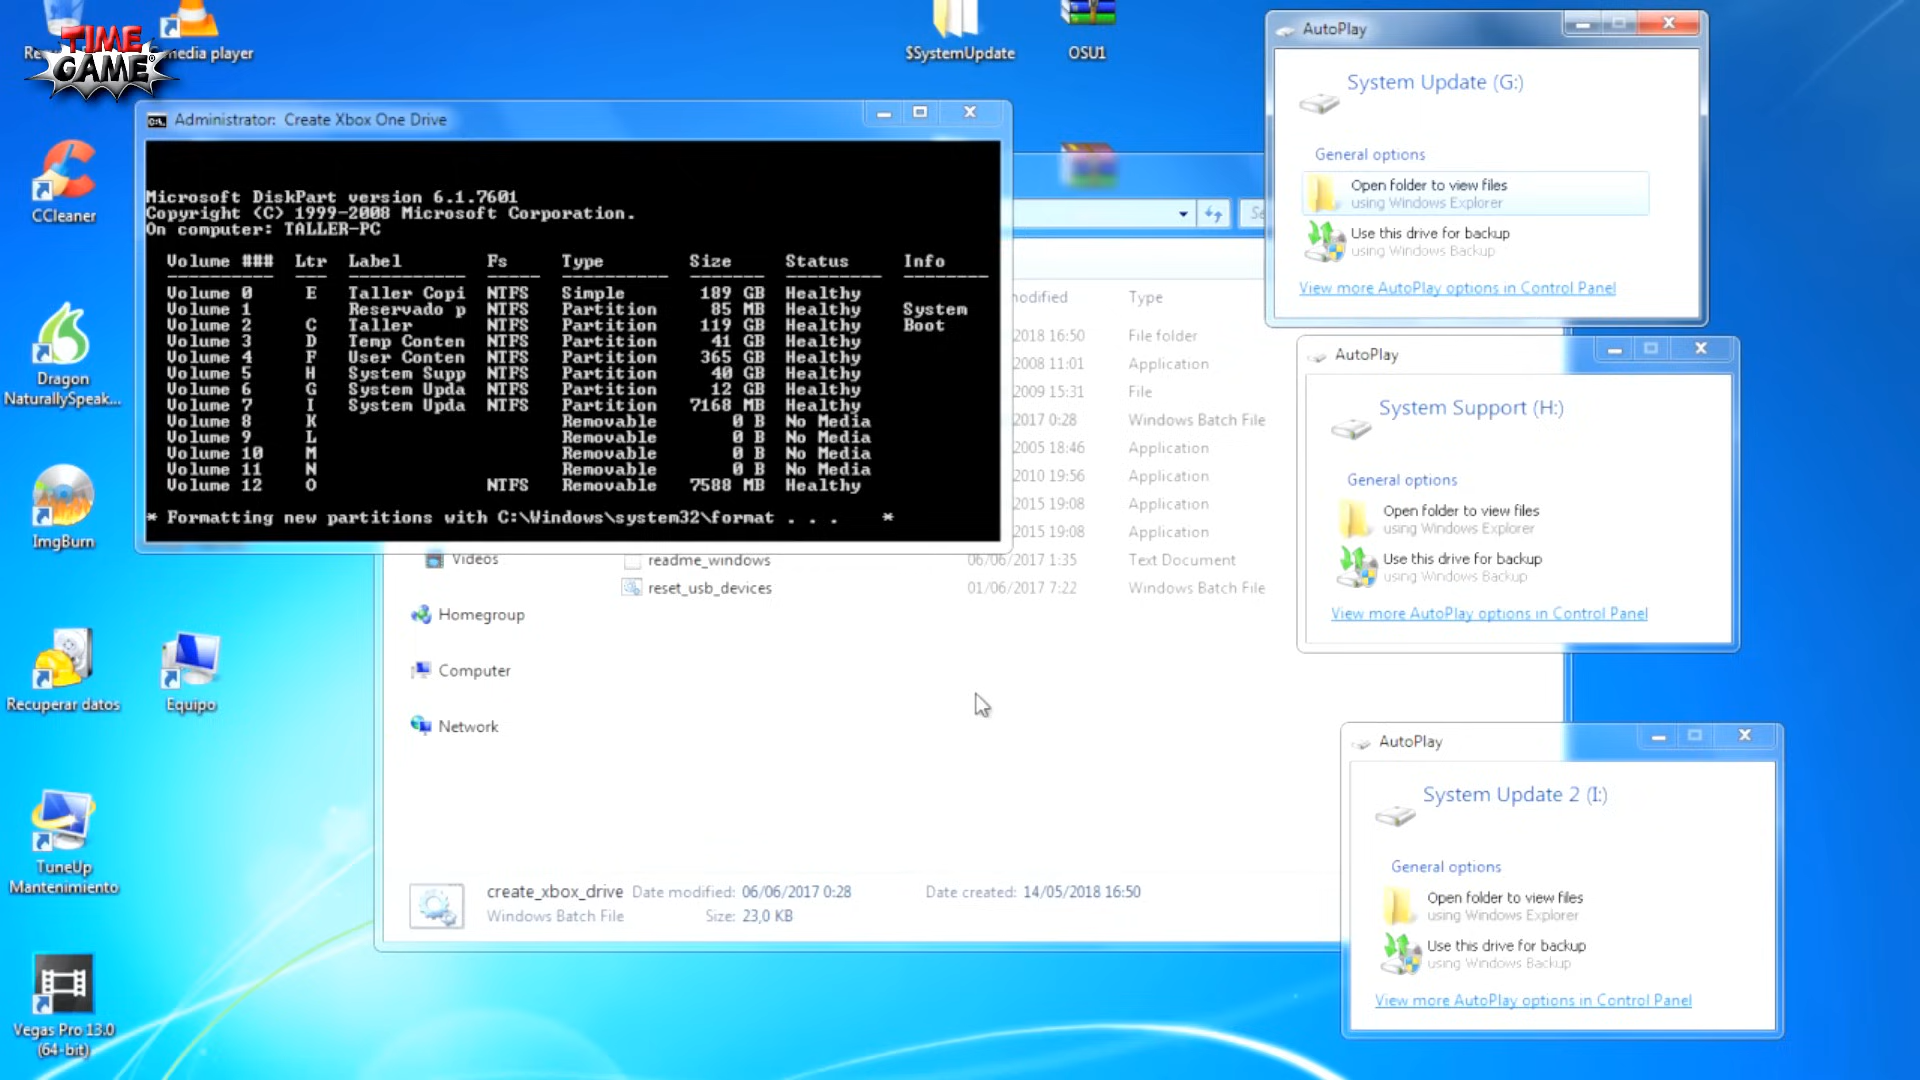 TIME
GAME
media player
$SystemUpdate
OSU1
CCleaner
Dragon
NaturallySpeak...
ImgBurn
Recuperar datos
Equipo
TuneUp
Mantenimiento
Vegas Pro 13.0
(64-bit)
Administrator: Create Xbox One Drive
Microsoft DiskPart version 6.1.7601
Copyright (C) 1999-2008 Microsoft Corporation.
On computer: TALLER-PC
Volume ### Ltr Label Fs Type Size Status Info
Volume 0 E Taller Copi NTFS Simple 189 GB Healthy
Volume 1 Reservado p NTFS Partition 85 MB Healthy System
Volume 2 C Taller NTFS Partition 119 GB Healthy Boot
Volume 3 D Temp Conten NTFS Partition 41 GB Healthy
Volume 4 F User Conten NTFS Partition 365 GB Healthy
Volume 5 H System Supp NTFS Partition 40 GB Healthy
Volume 6 G System Upda NTFS Partition 12 GB Healthy
Volume 7 I System Upda NTFS Partition 7168 MB Healthy
Volume 8 K Removable 0 B No Media
Volume 9 L Removable 0 B No Media
Volume 10 M Removable 0 B No Media
Volume 11 N Removable 0 B No Media
Volume 12 O NTFS Removable 7588 MB Healthy
* Formatting new partitions with C:\Windows\system32\format . . . *
Type
2018 16:50 File folder
2008 11:01 Application
2009 15:31 File
2017 0:28 Windows Batch File
2005 18:46 Application
2010 19:56 Application
2015 19:08 Application
2015 19:08 Application
readme_windows 06/06/2017 1:35 Text Document
reset_usb_devices 01/06/2017 7:22 Windows Batch File
Videos
Homegroup
Computer
Network
create_xbox_drive Date modified: 06/06/2017 0:28 Date created: 14/05/2018 16:50
Windows Batch File Size: 23,0 KB
AutoPlay
System Update (G:)
General options
Open folder to view files
using Windows Explorer
Use this drive for backup
using Windows Backup
View more AutoPlay options in Control Panel
AutoPlay
System Support (H:)
General options
Open folder to view files
using Windows Explorer
Use this drive for backup
using Windows Backup
View more AutoPlay options in Control Panel
AutoPlay
System Update 2 (I:)
General options
Open folder to view files
using Windows Explorer
Use this drive for backup
using Windows Backup
View more AutoPlay options in Control Panel